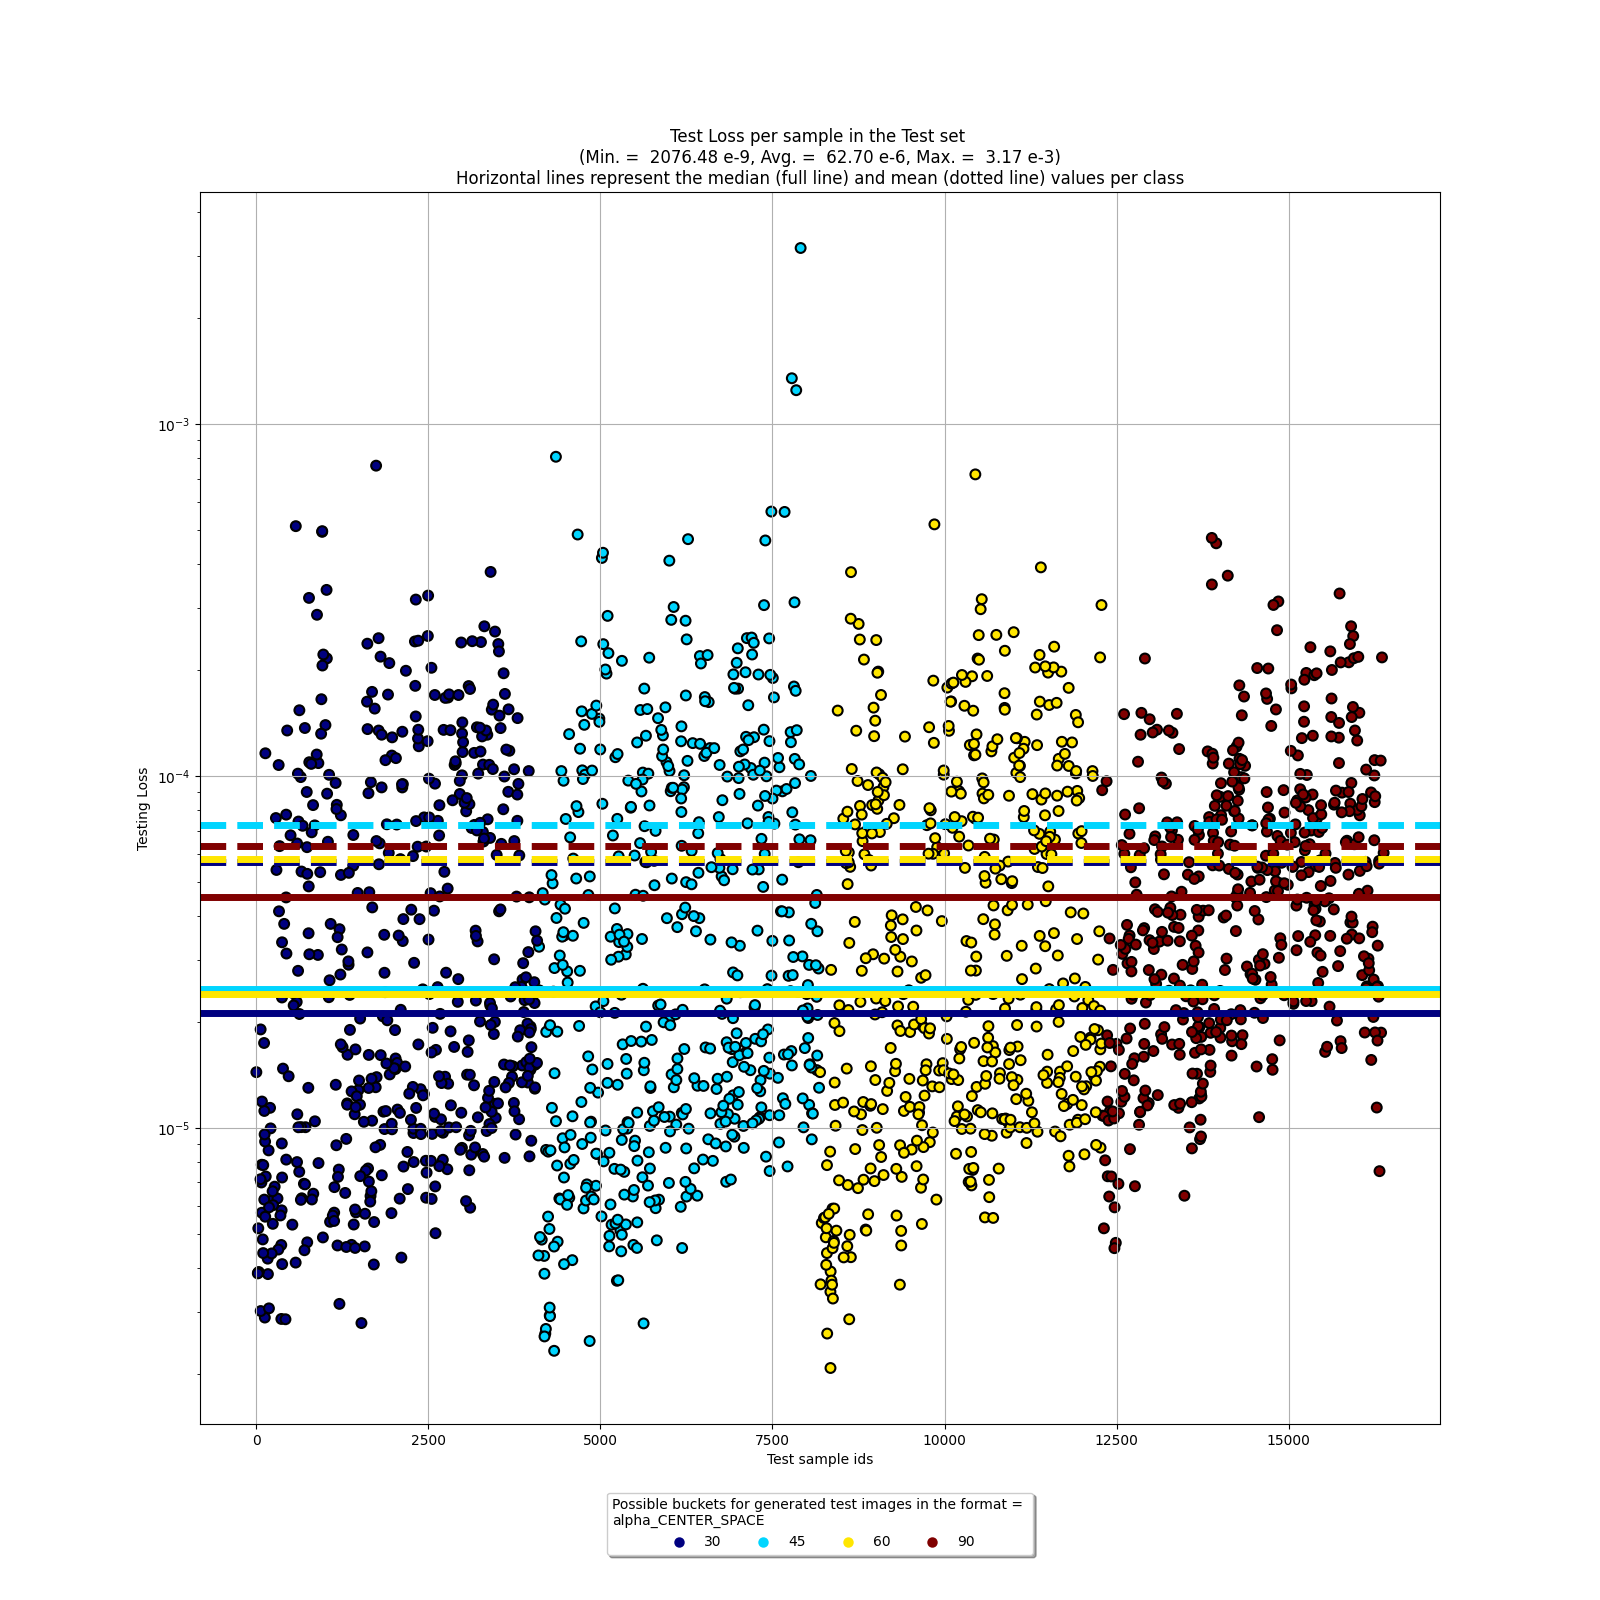 Test Loss per sample in the Test set
(Min. =  2076.48 e-9, Avg. =  62.70 e-6, Max. =  3.17 e-3)
Horizontal lines represent the median (full line) and mean (dotted line) values per class
Testing Loss
10⁻³
10⁻⁴
10⁻⁵
0 2500 5000 7500 10000 12500 15000
Test sample ids
Possible buckets for generated test images in the format =
alpha_CENTER_SPACE
30 45 60 90